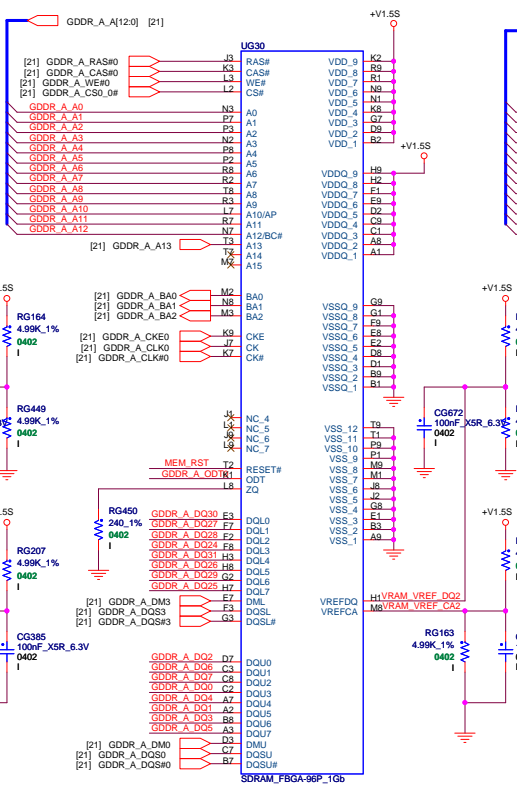 GDDR_A_A[12:0] [21]
+V1.5S
UG30
[21] GDDR_A_RAS#0 J3 RAS# VDD_9 K2
[21] GDDR_A_CAS#0 K3 CAS# VDD_8 R9
[21] GDDR_A_WE#0 L3 WE# VDD_7 R1
[21] GDDR_A_CS0_0# L2 CS# VDD_6 N9
VDD_5 N1
VDD_4 K8
GDDR_A_A0 N3 A0 VDD_3 G7
GDDR_A_A1 P7 A1 VDD_2 D9
GDDR_A_A2 P3 A2 VDD_1 B2
GDDR_A_A3 N2 A3
GDDR_A_A4 P8 A4 +V1.5S
GDDR_A_A5 P2 A5
GDDR_A_A6 R8 A6 VDDQ_9 H9
GDDR_A_A7 R2 A7 VDDQ_8 H2
GDDR_A_A8 T8 A8 VDDQ_7 F1
GDDR_A_A9 R3 A9 VDDQ_6 E9
GDDR_A_A10 L7 A10/AP VDDQ_5 D2
GDDR_A_A11 R7 A11 VDDQ_4 C9
GDDR_A_A12 N7 A12/BC# VDDQ_3 C1
[21] GDDR_A_A13 T3 A13 VDDQ_2 A8
T7 A14 VDDQ_1 A1
M7 A15
.5S +V1.5S
[21] GDDR_A_BA0 M2 BA0 VSSQ_9 G9
[21] GDDR_A_BA1 N8 BA1 VSSQ_8 G1
[21] GDDR_A_BA2 M3 BA2 VSSQ_7 F9
RG164
4.99K_1%
0402
I
VSSQ_6 E8
[21] GDDR_A_CKE0 K9 CKE VSSQ_5 E2
[21] GDDR_A_CLK0 J7 CK VSSQ_4 D8
[21] GDDR_A_CLK#0 K7 CK# VSSQ_3 D1
VSSQ_2 B9
VSSQ_1 B1
RG449
4.99K_1%
0402
I
J1 NC_4
L1 NC_5
J9 NC_6
L9 NC_7
CG672
100nF_X5R_6.3V
0402
I
VSS_12 T9
VSS_11 T1
VSS_10 P9
VSS_9 P1
MEM_RST T2 RESET# VSS_8 M9
GDDR_A_ODT0 K1 ODT VSS_7 M1
L8 ZQ VSS_6 J8
VSS_5 J2
VSS_4 G8
VSS_3 E1
VSS_2 B3
VSS_1 A9
.5S +V1.5S
RG450
240_1%
0402
I
GDDR_A_DQ30 E3 DQL0
GDDR_A_DQ27 F7 DQL1
GDDR_A_DQ28 F2 DQL2
GDDR_A_DQ24 F8 DQL3
GDDR_A_DQ31 H3 DQL4
GDDR_A_DQ26 H8 DQL5
GDDR_A_DQ29 G2 DQL6
GDDR_A_DQ25 H7 DQL7
RG207
4.99K_1%
0402
I
[21] GDDR_A_DM3 E7 DML VREFDQ H1 VRAM_VREF_DQ2
[21] GDDR_A_DQS3 F3 DQSL VREFCA M8 VRAM_VREF_CA2
[21] GDDR_A_DQS#3 G3 DQSL#
CG385
100nF_X5R_6.3V
0402
I
RG163
4.99K_1%
0402
I
GDDR_A_DQ2 D7 DQU0
GDDR_A_DQ6 C3 DQU1
GDDR_A_DQ7 C8 DQU2
GDDR_A_DQ0 C2 DQU3
GDDR_A_DQ4 A7 DQU4
GDDR_A_DQ1 A2 DQU5
GDDR_A_DQ3 B8 DQU6
GDDR_A_DQ5 A3 DQU7
[21] GDDR_A_DM0 D3 DMU
[21] GDDR_A_DQS0 C7 DQSU
[21] GDDR_A_DQS#0 B7 DQSU#
SDRAM_FBGA-96P_1Gb